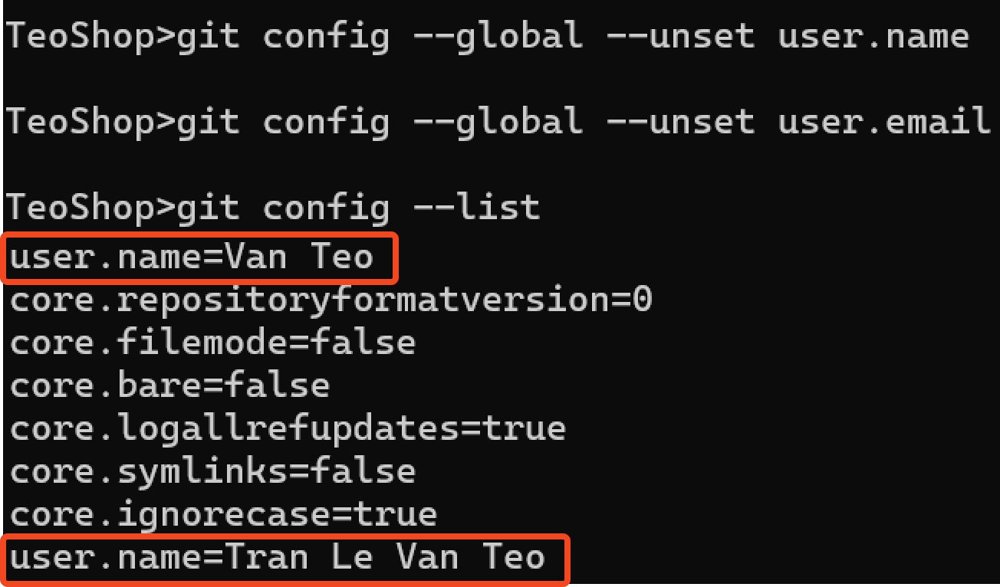 TeoShop>git config --global --unset user.name
TeoShop>git config --global --unset user.email
TeoShop>git config --list
user.name=Van Teo
core.repositoryformatversion=0
core.filemode=false
core.bare=false
core.logallrefupdates=true
core.symlinks=false
core.ignorecase=true
user.name=Tran Le Van Teo